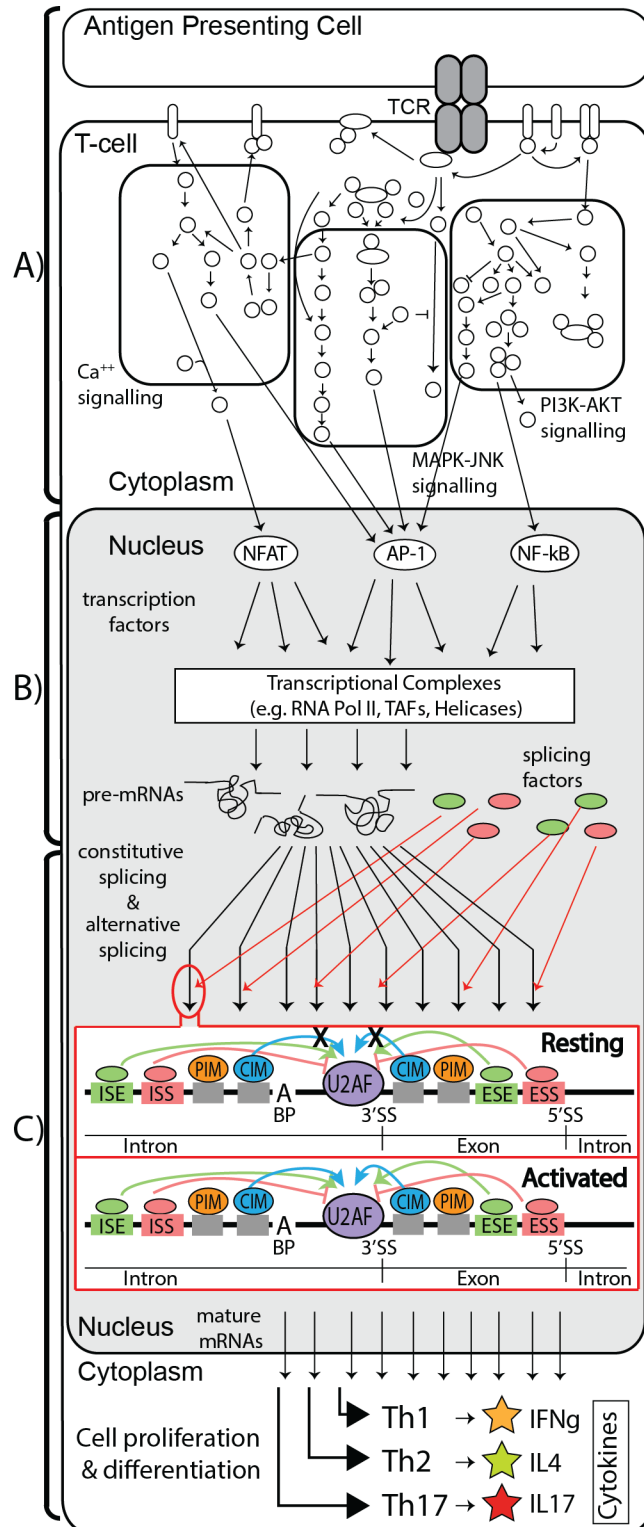 Antigen Presenting Cell
TCR
T-cell
A)
Ca++
signalling
PI3K-AKT
signalling
MAPK-JNK
signalling
Cytoplasm
Nucleus
NFAT
AP-1
NF-kB
transcription
factors
B)
Transcriptional Complexes
(e.g. RNA Pol II, TAFs, Helicases)
pre-mRNAs
splicing
factors
constitutive
splicing
&
alternative
splicing
C)
X X
Resting
ISE ISS PIM CIM A U2AF CIM PIM ESE ESS
BP 3'SS 5'SS
Intron Exon Intron
Activated
ISE ISS PIM CIM A U2AF CIM PIM ESE ESS
BP 3'SS 5'SS
Intron Exon Intron
Nucleus
mature
mRNAs
Cytoplasm
Cell proliferation
& differentiation
Th1 IFNg
Th2 IL4
Th17 IL17
Cytokines